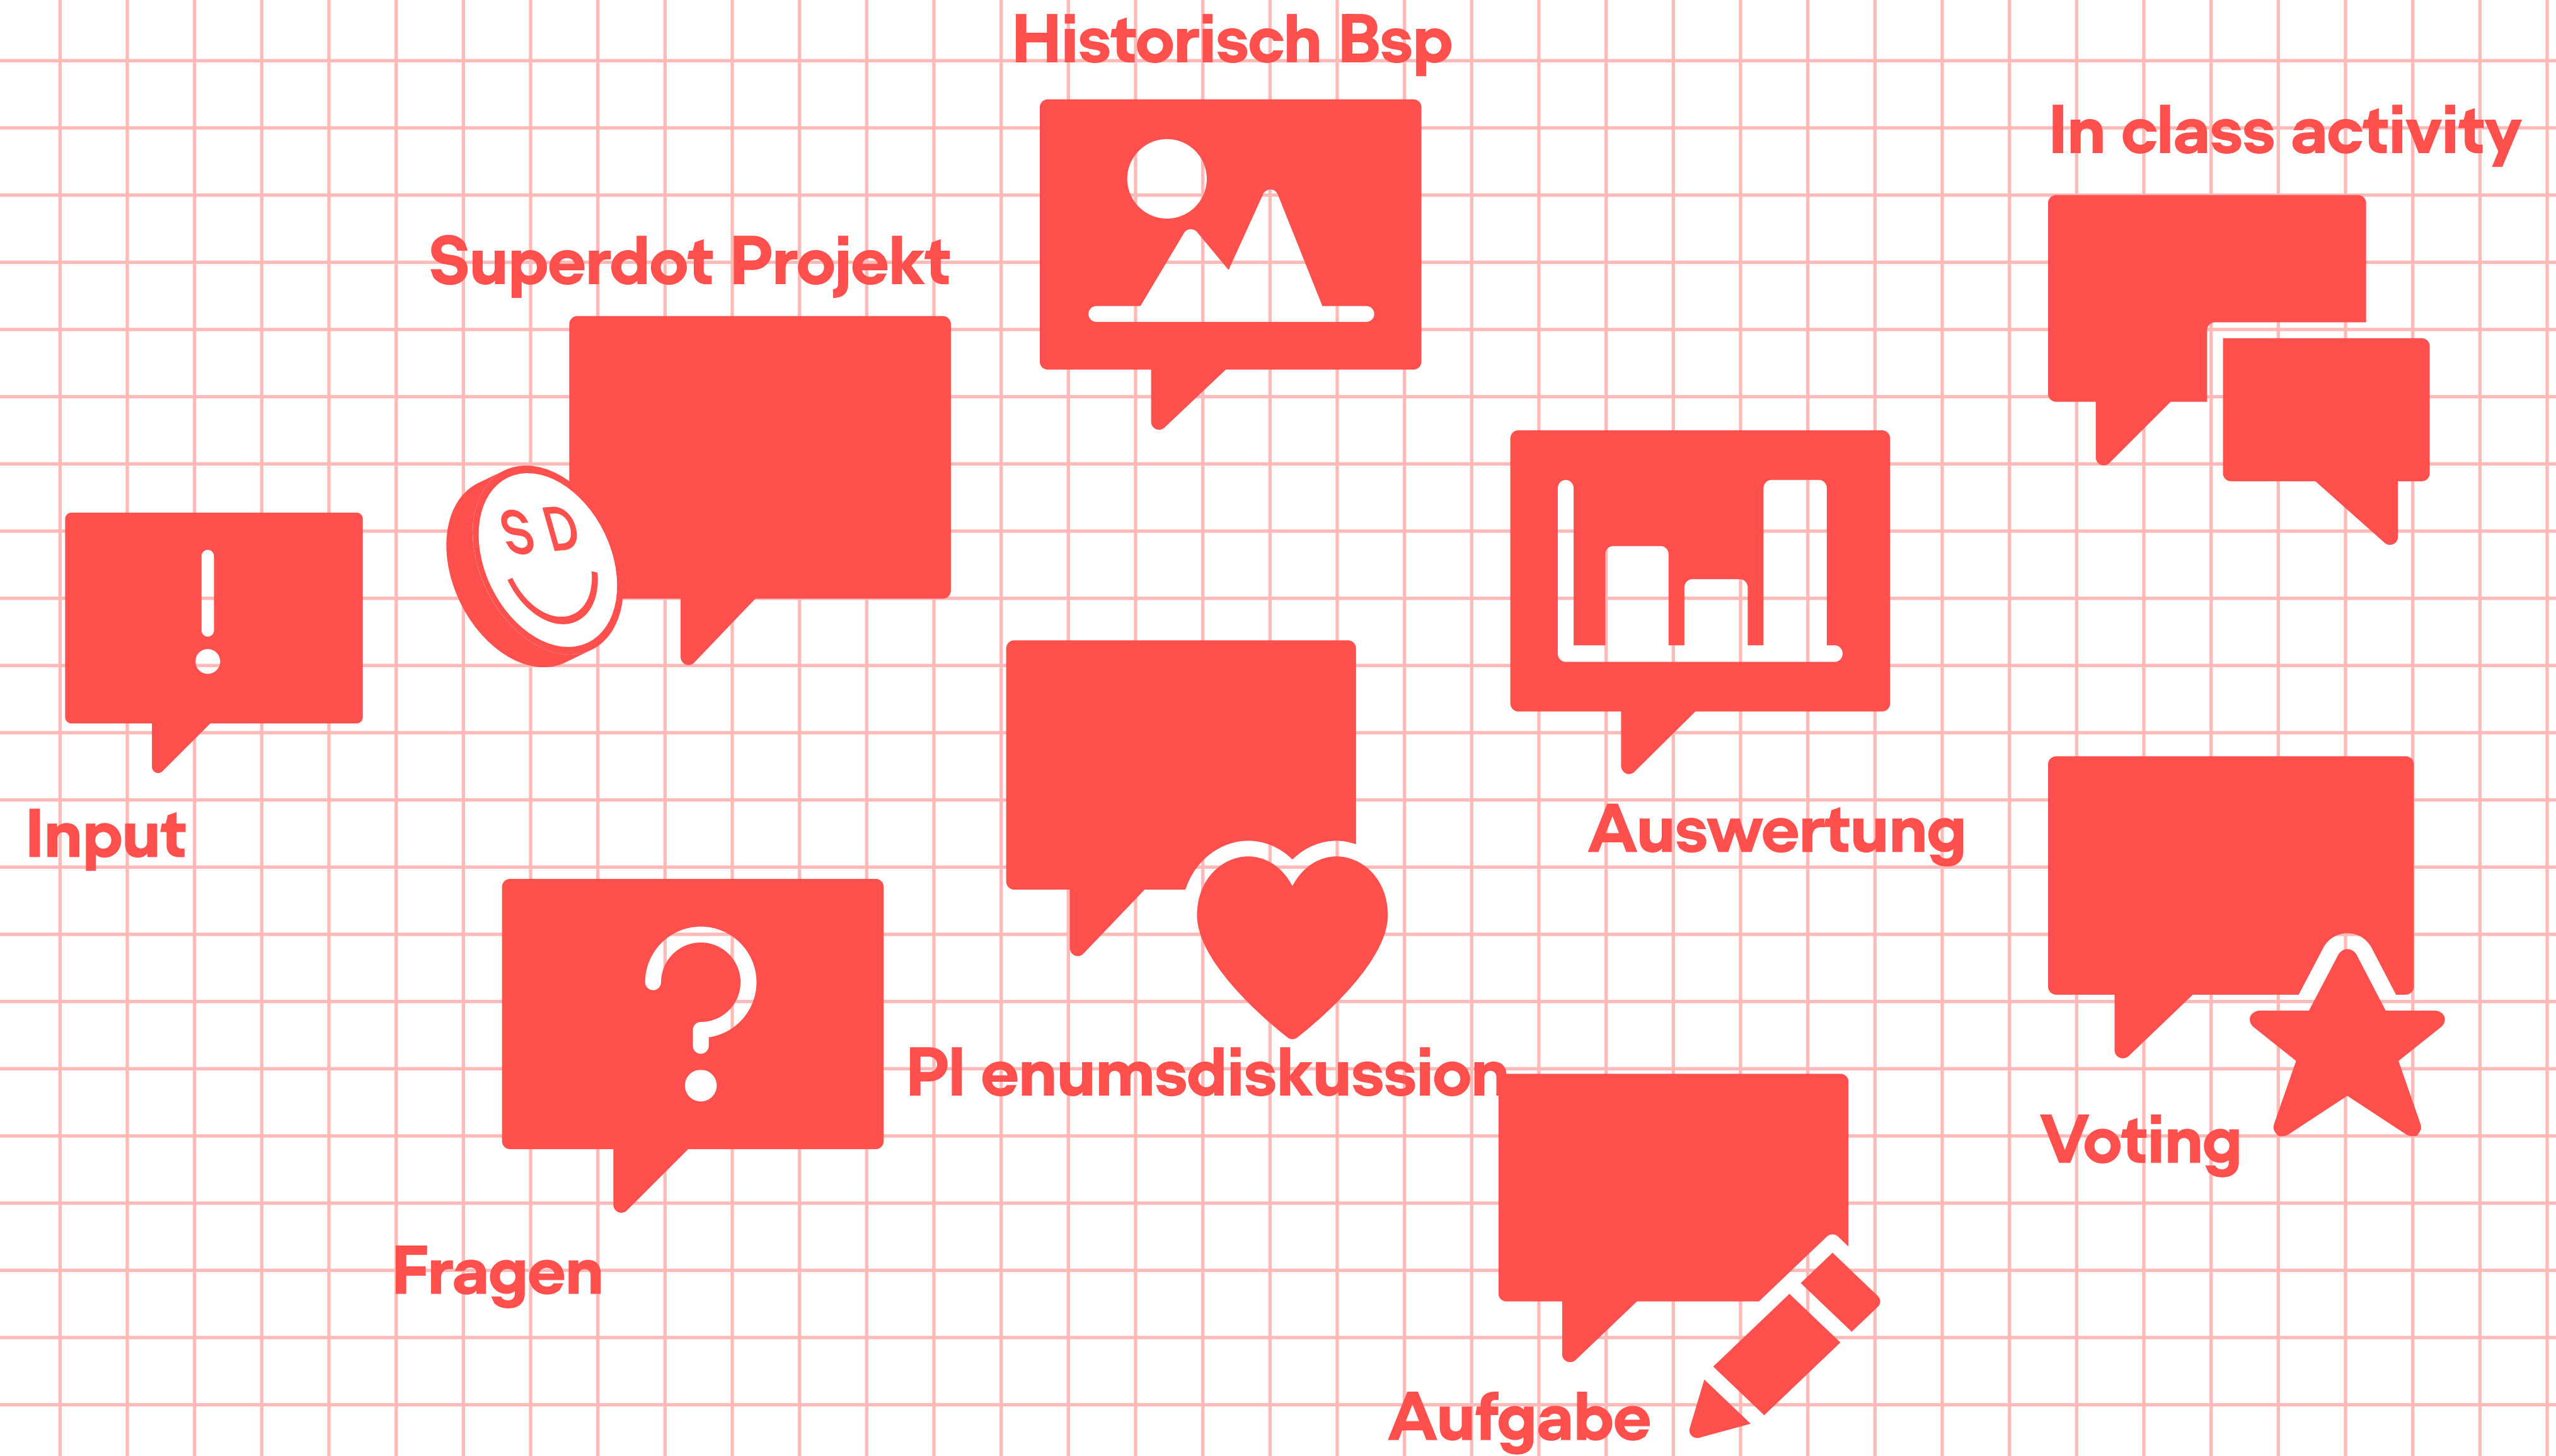 Historisch Bsp
In class activity
Superdot Projekt
S D
Input
Auswertung
Pl enumsdiskussion
Voting
Fragen
Aufgabe